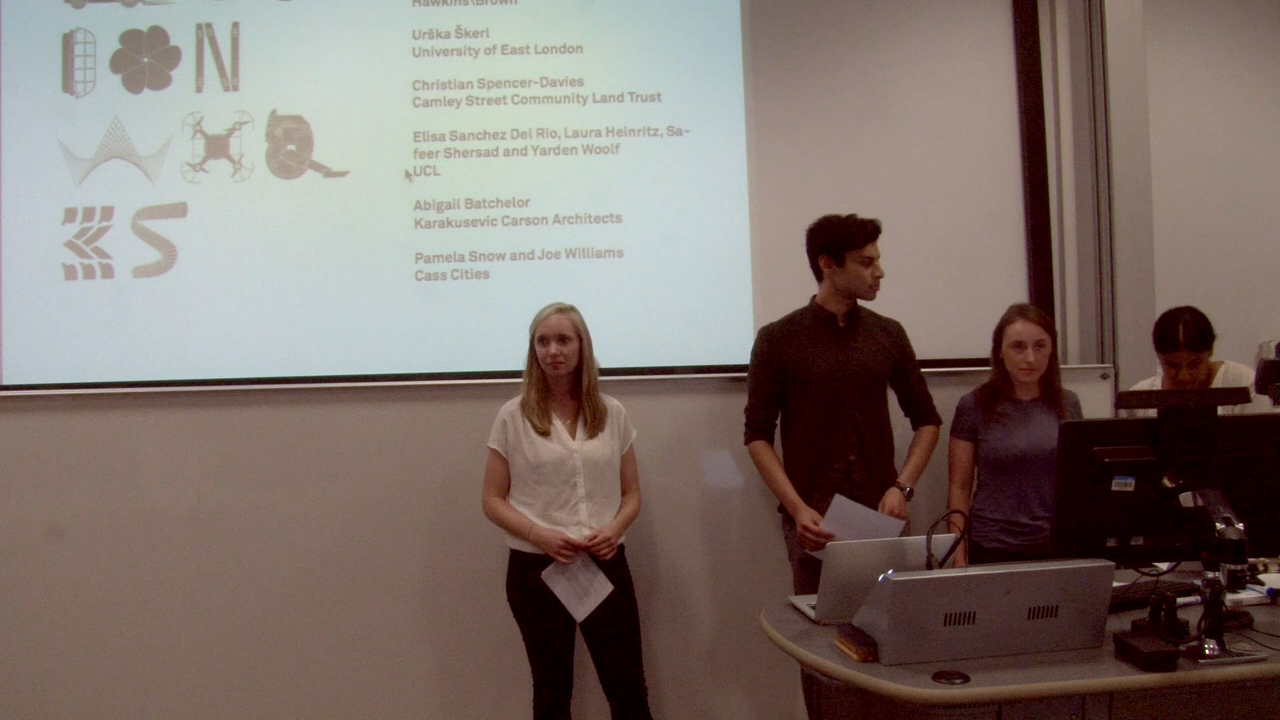 Hawkins\Brown
Urška Škerl
University of East London
Christian Spencer-Davies
Camley Street Community Land Trust
Elisa Sanchez Del Rio, Laura Heinritz, Sa-
feer Shersad and Yarden Woolf
UCL
Abigail Batchelor
Karakusevic Carson Architects
Pamela Snow and Joe Williams
Cass Cities
ION
W
KS